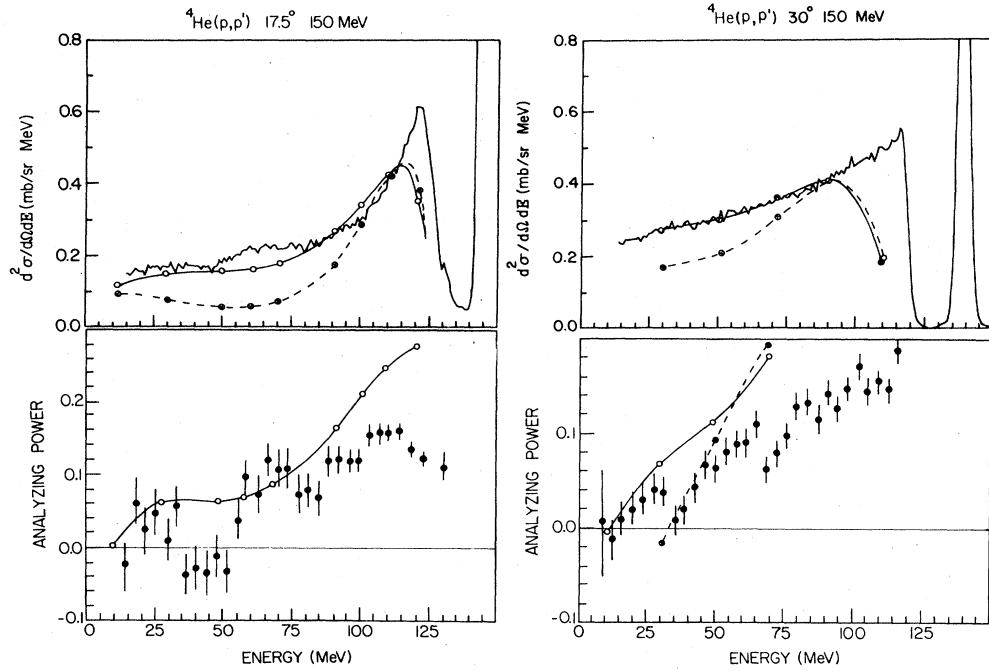 ⁴He(p,p') 17.5° 150 MeV
d²σ/dΩdE(mb/sr MeV)
0.8
0.6
0.4
0.2
0.0
ANALYZING POWER
0.2
0.1
0.0
-0.1
0 25 50 75 100 125
ENERGY (MeV)
⁴He(p,p') 30° 150 MeV
d²σ/dΩdE(mb/sr MeV)
0.8
0.6
0.4
0.2
0.0
ANALYZING POWER
0.1
0.0
-0.1
0 25 50 75 100 125
ENERGY (MeV)